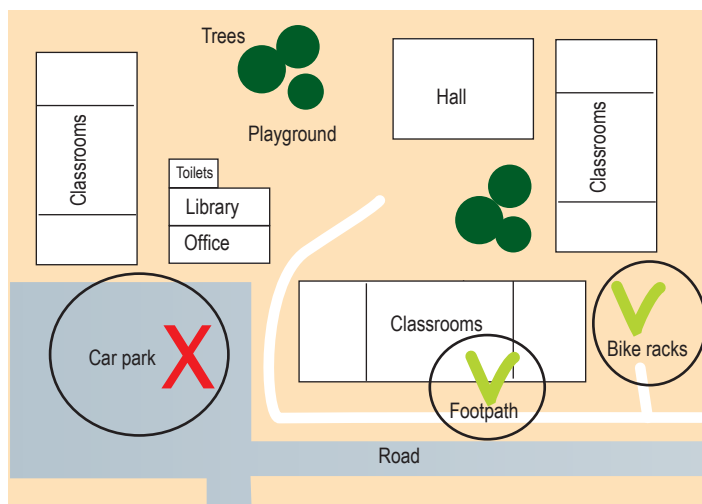 Trees
Hall
Playground
Classrooms
Classrooms
Toilets
Library
Office
Classrooms
Car park
X
Bike racks
Footpath
Road